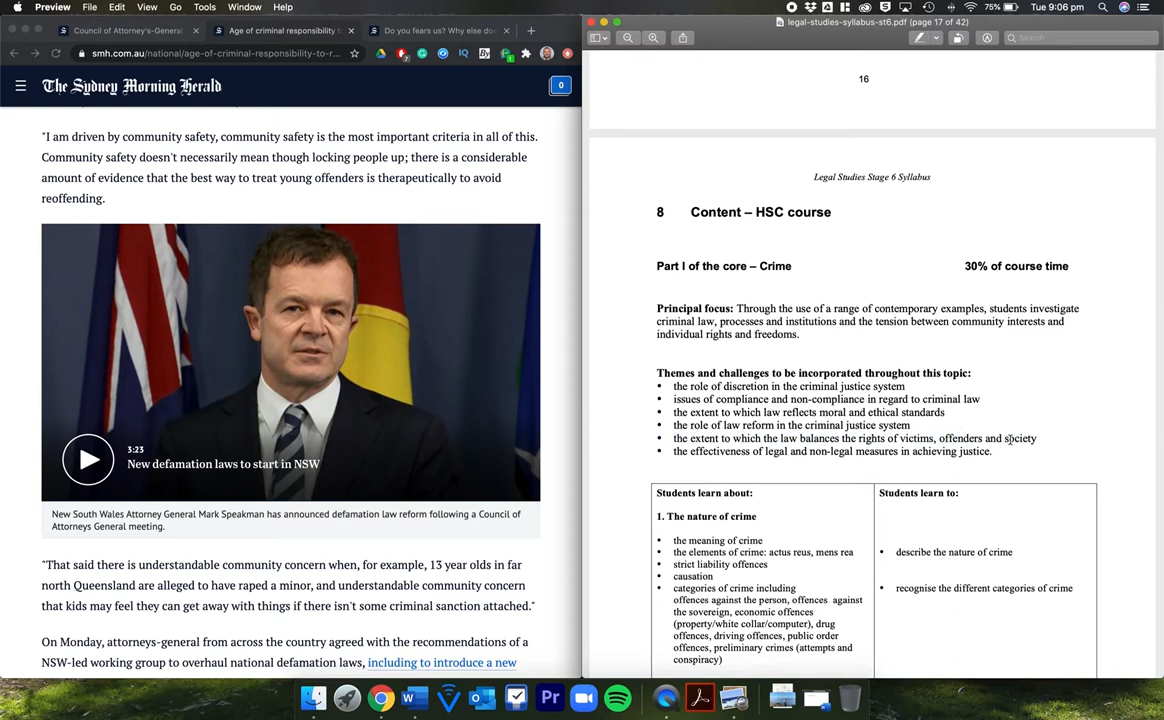 Preview File Edit View Go Tools Window Help
75% Tue 9:06 pm
Council of Attorney's-General
Age of criminal responsibility
Do you fears us? Why else do
smh.com.au/national/age-of-criminal-responsibility-to-r...
The Sydney Morning Herald
0
"I am driven by community safety, community safety is the most important criteria in all of this.
Community safety doesn't necessarily mean though locking people up; there is a considerable
amount of evidence that the best way to treat young offenders is therapeutically to avoid
reoffending.
3:23
New defamation laws to start in NSW
New South Wales Attorney General Mark Speakman has announced defamation law reform following a Council of
Attorneys General meeting.
"That said there is understandable community concern when, for example, 13 year olds in far
north Queensland are alleged to have raped a minor, and understandable community concern
that kids may feel they can get away with things if there isn't some criminal sanction attached."
On Monday, attorneys-general from across the country agreed with the recommendations of a
NSW-led working group to overhaul national defamation laws, including to introduce a new
legal-studies-syllabus-st6.pdf (page 17 of 42)
Search
16
Legal Studies Stage 6 Syllabus
8 Content – HSC course
Part I of the core – Crime 30% of course time
Principal focus: Through the use of a range of contemporary examples, students investigate
criminal law, processes and institutions and the tension between community interests and
individual rights and freedoms.
Themes and challenges to be incorporated throughout this topic:
• the role of discretion in the criminal justice system
• issues of compliance and non-compliance in regard to criminal law
• the extent to which law reflects moral and ethical standards
• the role of law reform in the criminal justice system
• the extent to which the law balances the rights of victims, offenders and society
• the effectiveness of legal and non-legal measures in achieving justice.
Students learn about:
1. The nature of crime
• the meaning of crime
• the elements of crime: actus reus, mens rea
• strict liability offences
• causation
• categories of crime including
offences against the person, offences against
the sovereign, economic offences
(property/white collar/computer), drug
offences, driving offences, public order
offences, preliminary crimes (attempts and
conspiracy)
Students learn to:
• describe the nature of crime
• recognise the different categories of crime